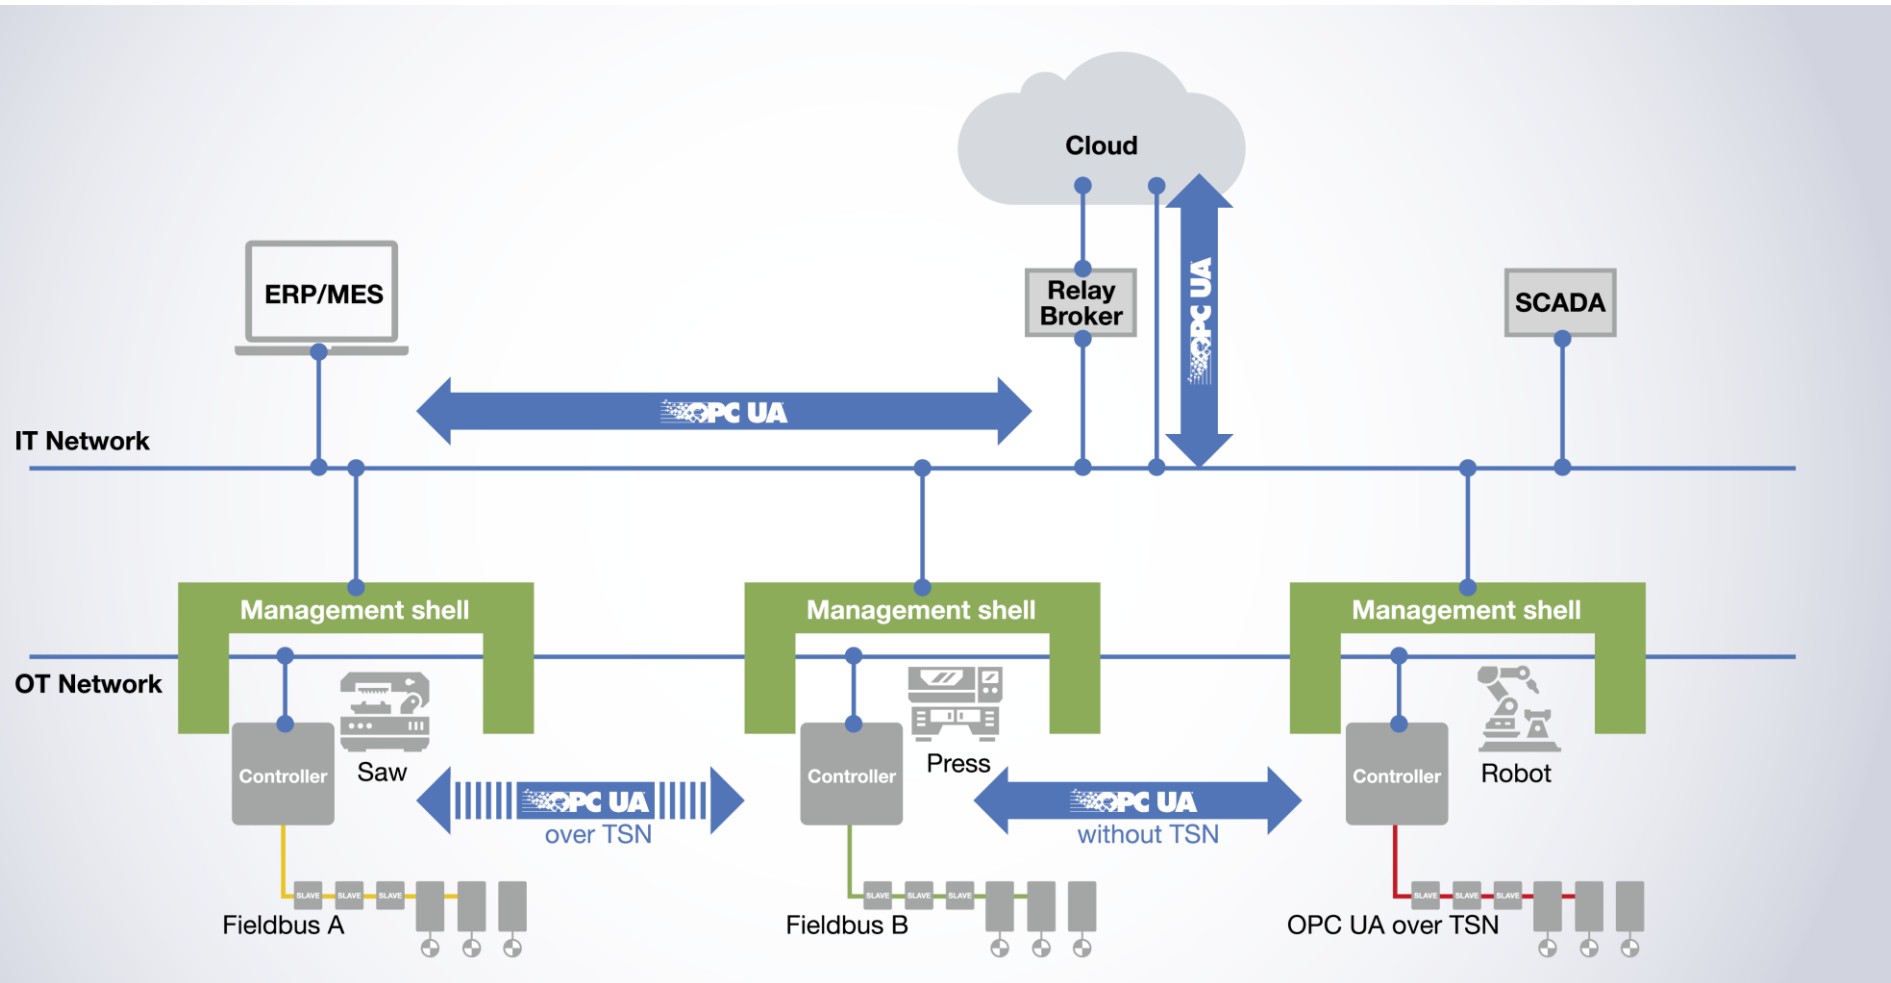 Cloud
OPC UA
ERP/MES
Relay
Broker
SCADA
OPC UA
IT Network
Management shell
Management shell
Management shell
OT Network
Controller
Saw
Controller
Press
Controller
Robot
OPC UA
over TSN
OPC UA
without TSN
SLAVE SLAVE SLAVE
SLAVE SLAVE SLAVE
SLAVE SLAVE SLAVE
Fieldbus A
Fieldbus B
OPC UA over TSN